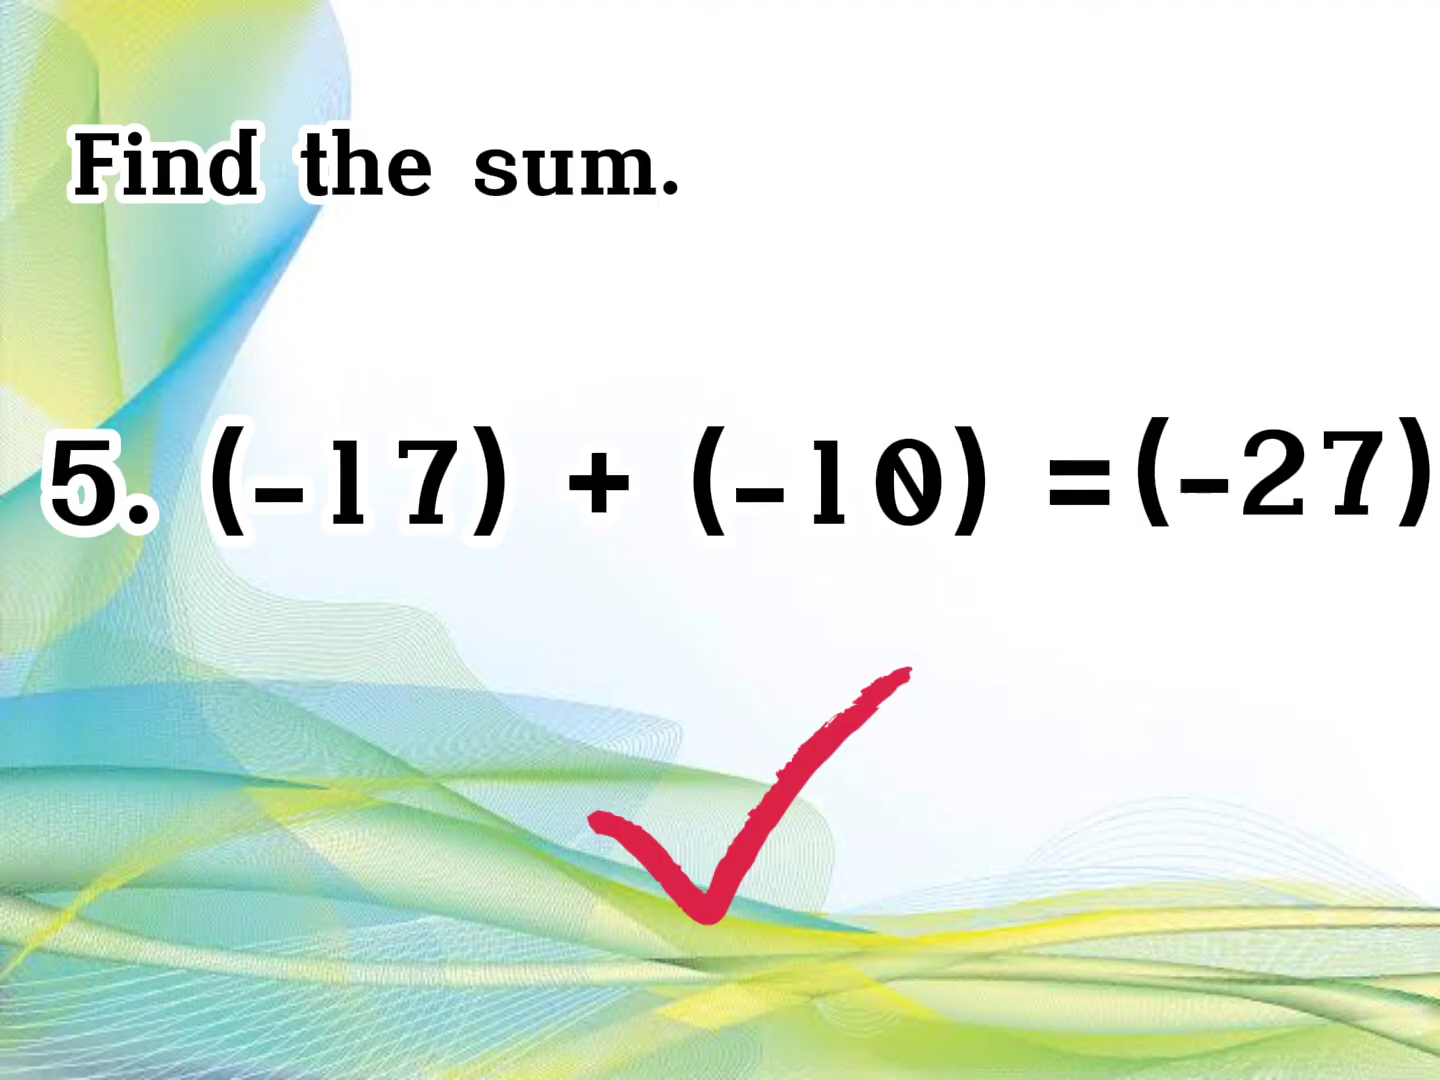 Find the sum.
5. (-17) + (-10) =(-27)